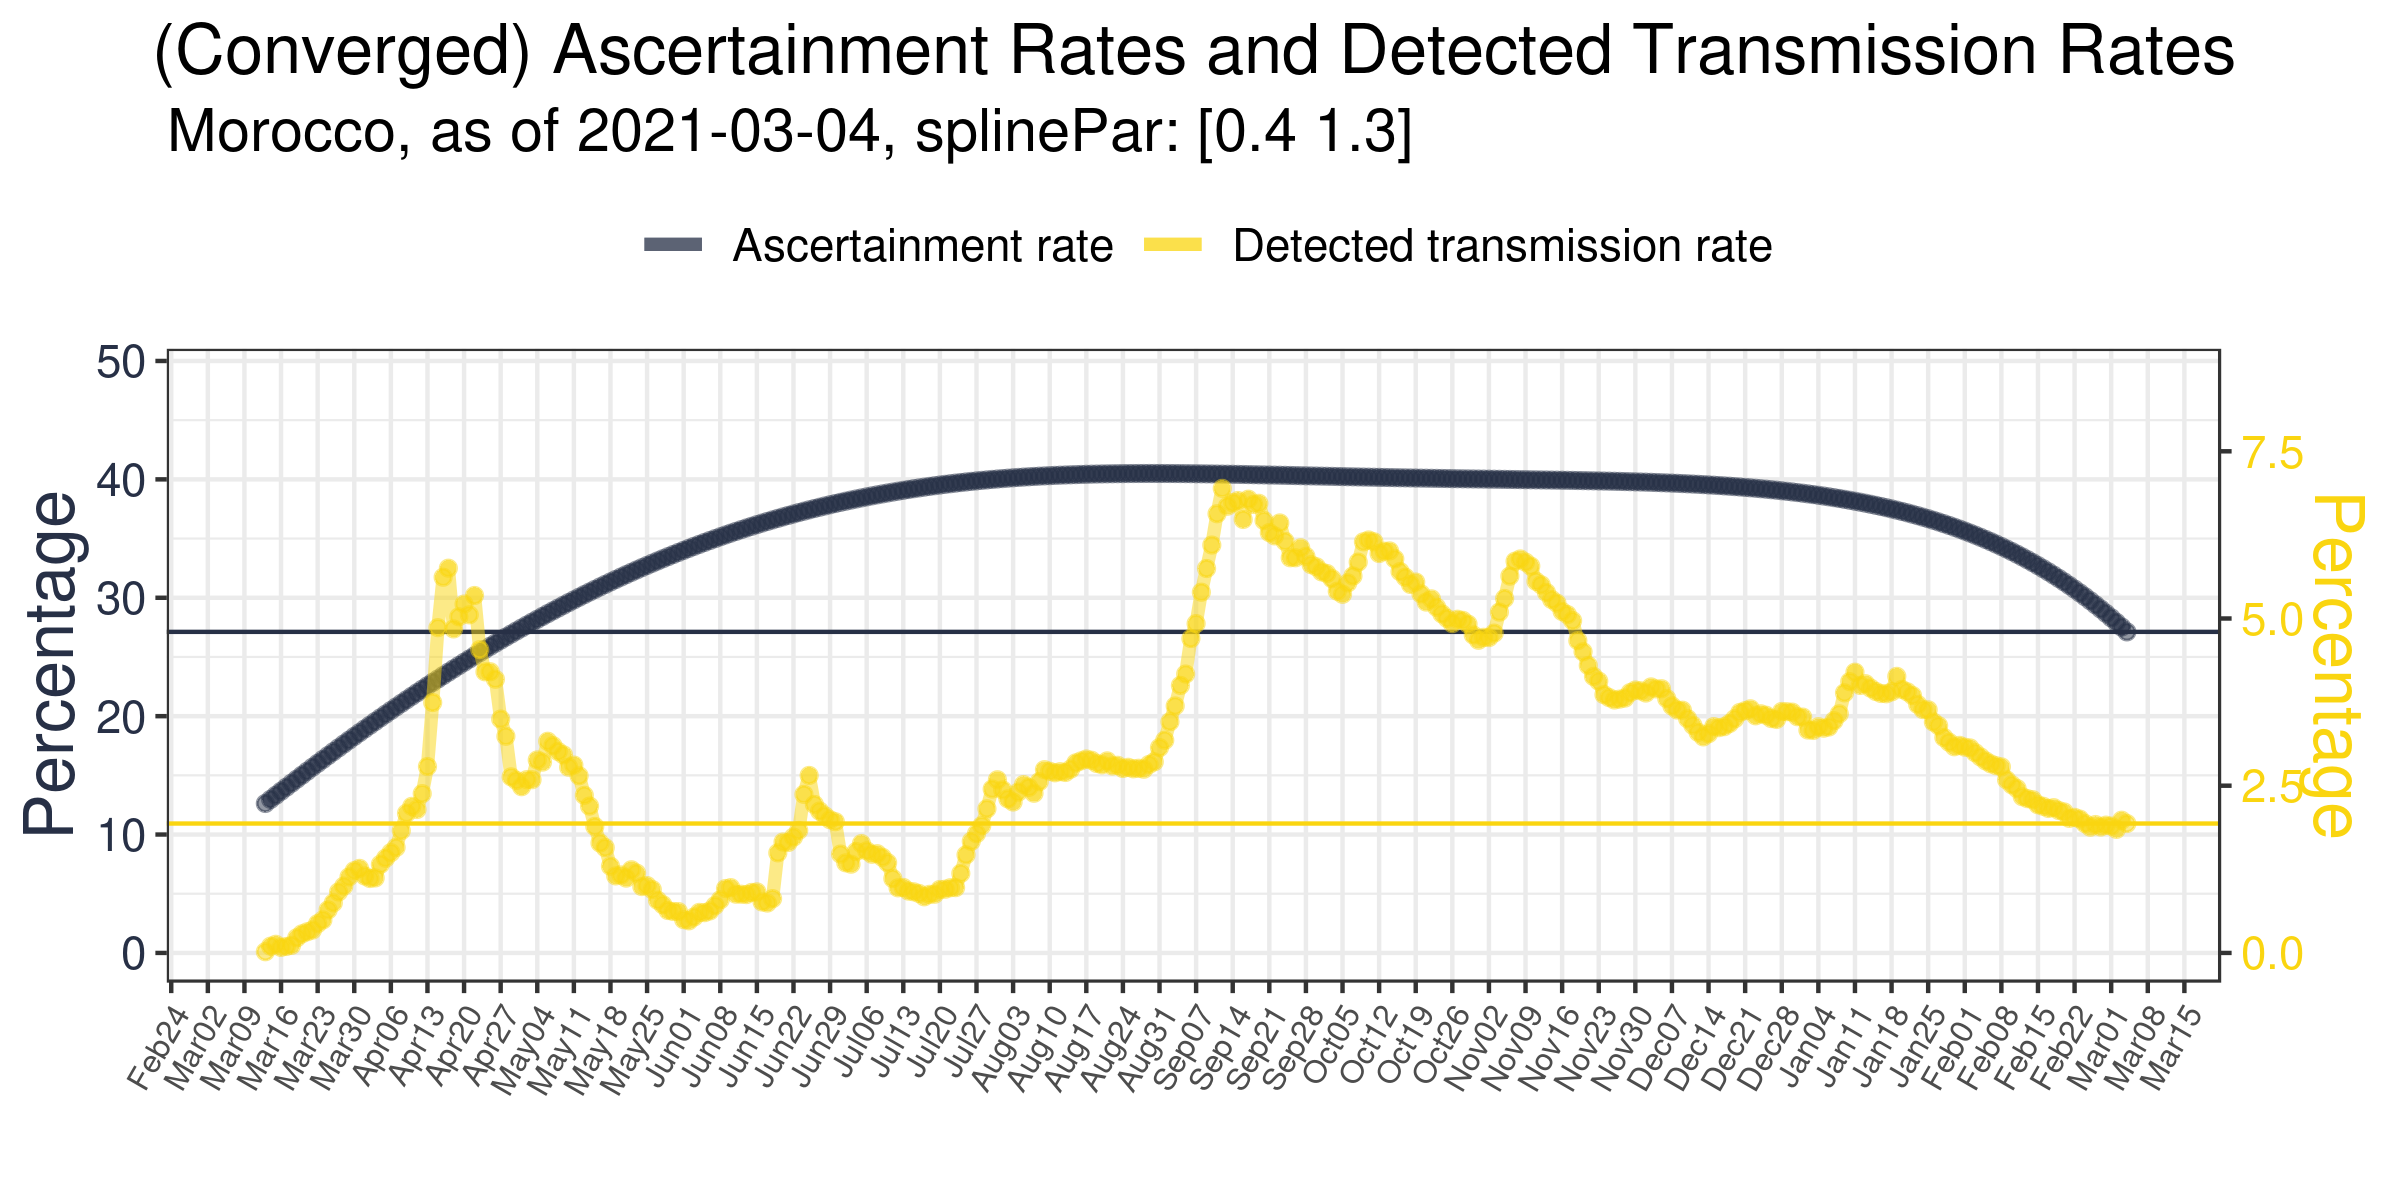 (Converged) Ascertainment Rates and Detected Transmission Rates
Morocco, as of 2021-03-04, splinePar: [0.4 1.3]
Ascertainment rate
Detected transmission rate
Percentage
50
40
30
20
10
0
7.5
5.0
2.5
0.0
Percentage
Feb24
Mar02
Mar09
Mar16
Mar23
Mar30
Apr06
Apr13
Apr20
Apr27
May04
May11
May18
May25
Jun01
Jun08
Jun15
Jun22
Jun29
Jul06
Jul13
Jul20
Jul27
Aug03
Aug10
Aug17
Aug24
Aug31
Sep07
Sep14
Sep21
Sep28
Oct05
Oct12
Oct19
Oct26
Nov02
Nov09
Nov16
Nov23
Nov30
Dec07
Dec14
Dec21
Dec28
Jan04
Jan11
Jan18
Jan25
Feb01
Feb08
Feb15
Feb22
Mar01
Mar08
Mar15